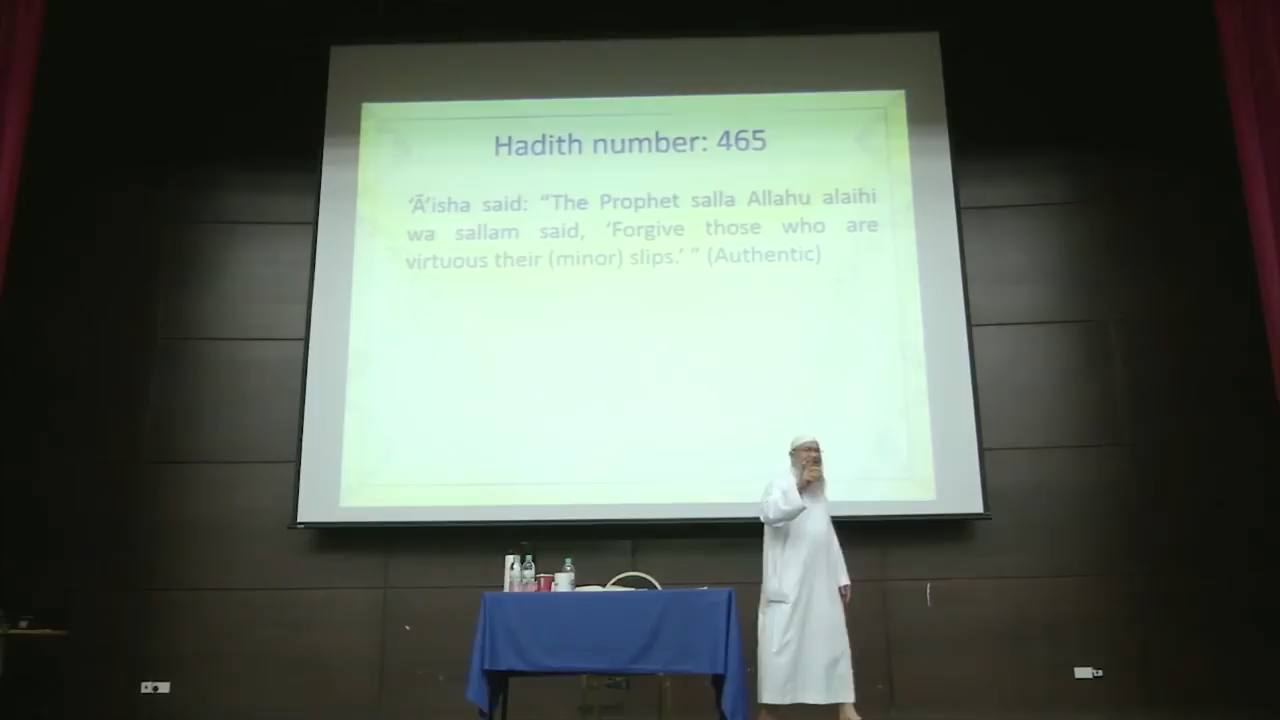 Hadith number: 465
‘Ā’isha said: “The Prophet salla Allahu alaihi
wa sallam said, ‘Forgive those who are
virtuous their (minor) slips.’ ” (Authentic)